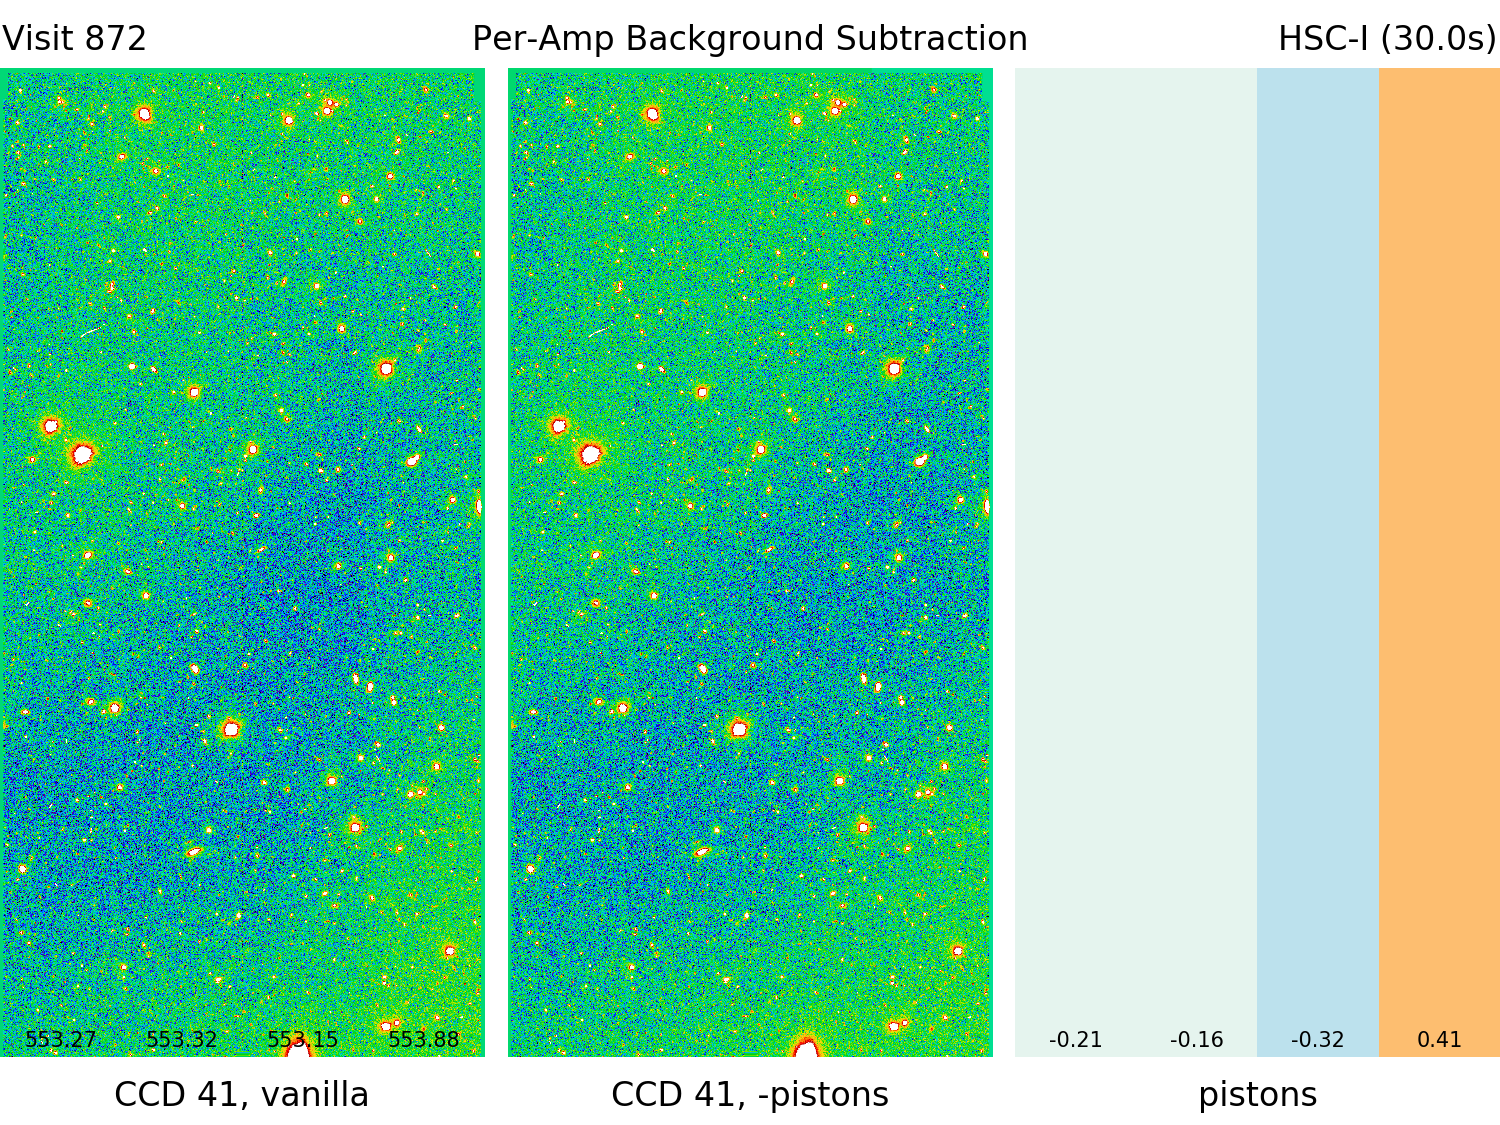 Visit 872 Per-Amp Background Subtraction HSC-I (30.0s)
553.27 553.32 553.15 553.88 -0.21 -0.16 -0.32 0.41
CCD 41, vanilla CCD 41, -pistons pistons